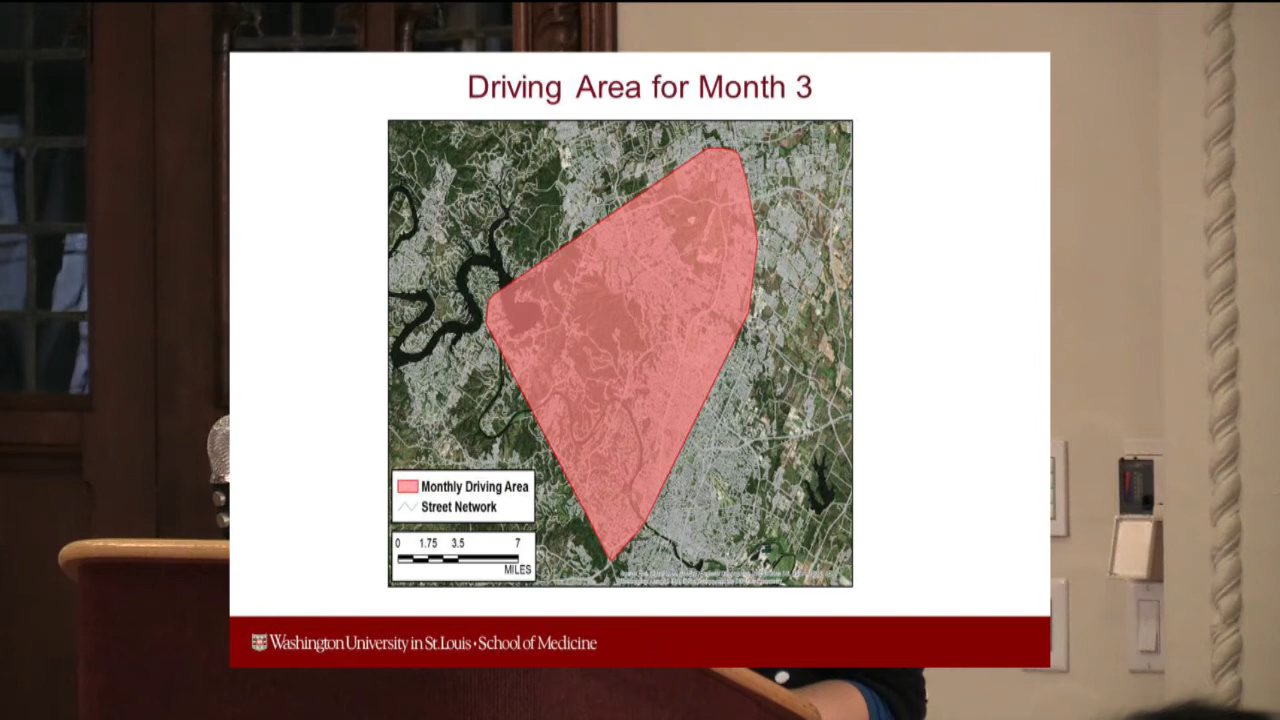 Driving Area for Month 3
Monthly Driving Area
Street Network
0 1.75 3.5 7
MILES
Washington University in St.Louis • School of Medicine